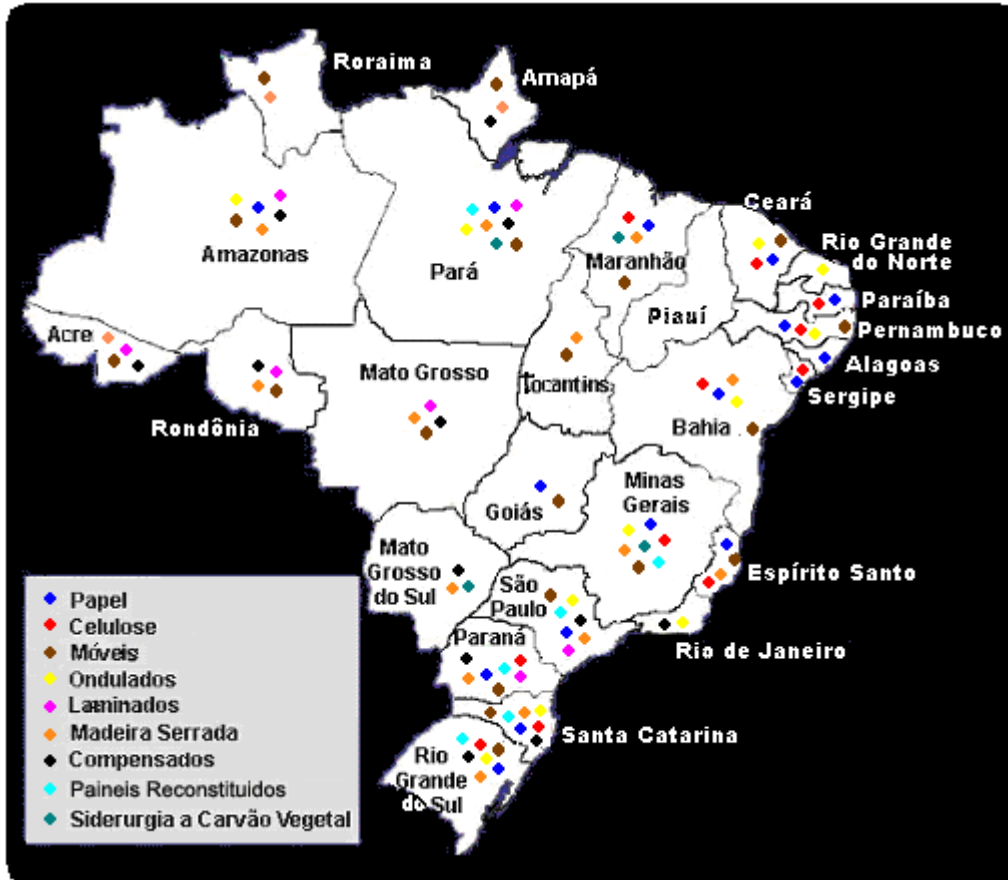 Roraima
Amapá
Amazonas
Pará
Maranhão
Ceará
Rio Grande
do Norte
Piauí
Paraíba
Pernambuco
Alagoas
Sergipe
Acre
Rondônia
Mato Grosso
Tocantins
Bahia
Goiás
Minas
Gerais
Mato
Grosso
do Sul
São
Paulo
Espírito Santo
Rio de Janeiro
Paraná
Santa Catarina
Rio
Grande
do Sul
Papel
Celulose
Móveis
Ondulados
Laminados
Madeira Serrada
Compensados
Paineis Reconstituidos
Siderurgia a Carvão Vegetal